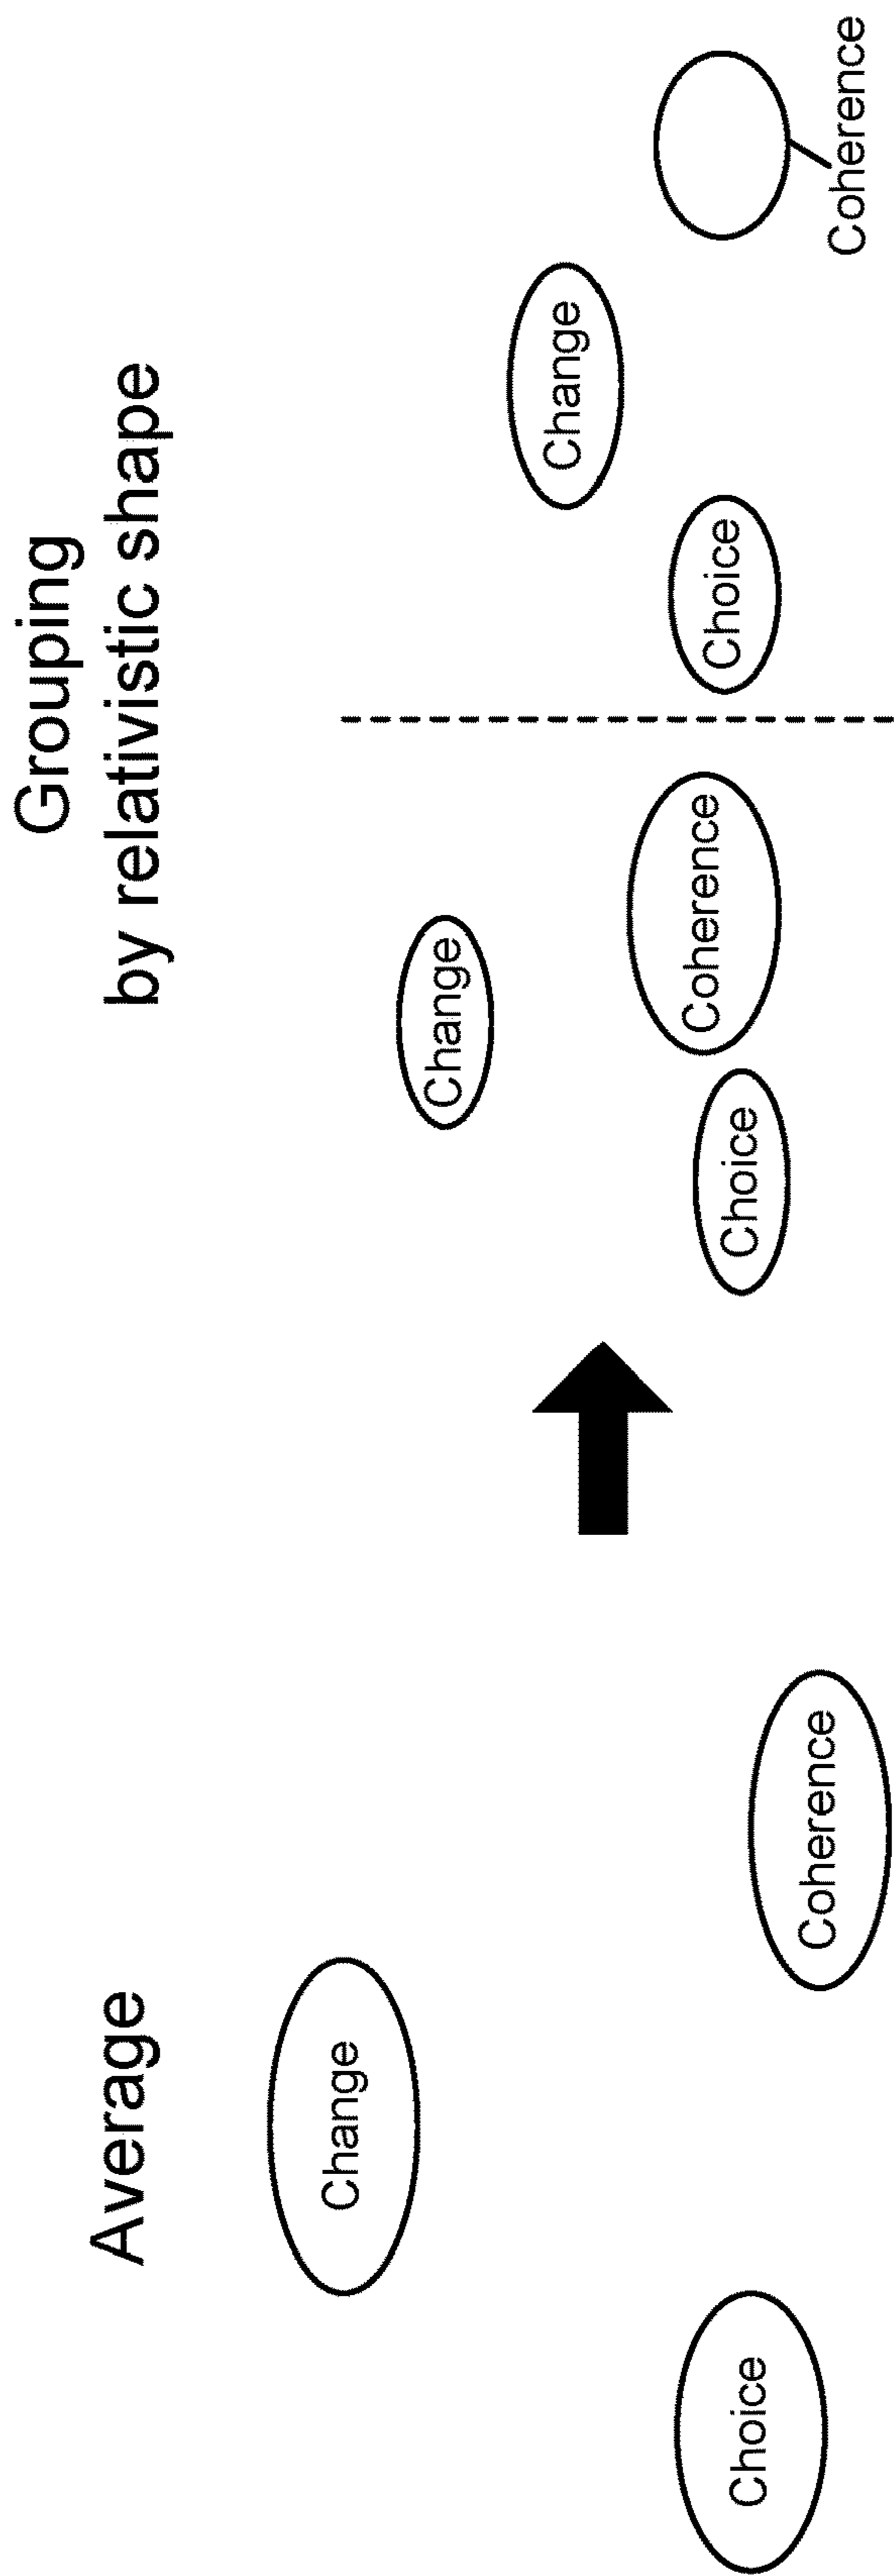 Average
Change
Choice
Coherence
Grouping
by relativistic shape
Change
Choice
Coherence
Change
Choice
Coherence